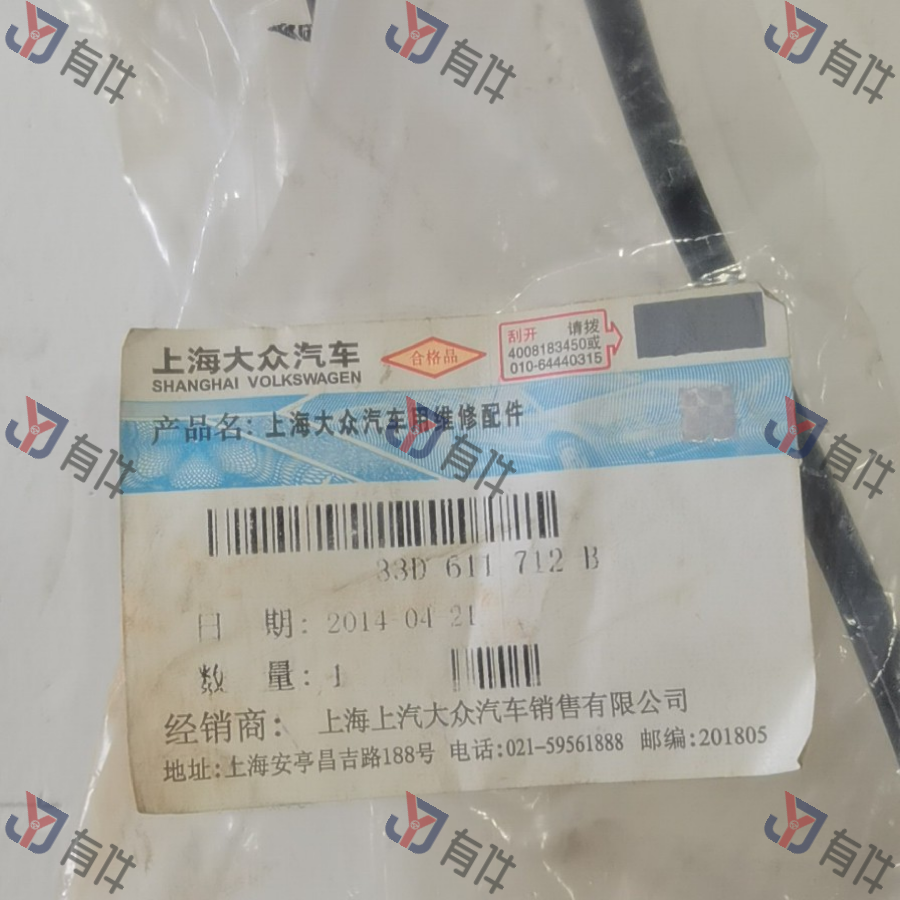 上海大众汽车
SHANGHAI VOLKSWAGEN
合格品
刮开 请拨
4008183450或
010-64440315
产品名: 上海大众汽车用维修配件
33D 611 712 B
日 期: 2014-04-21
数 量: 1
经销商: 上海上汽大众汽车销售有限公司
地址:上海安亭昌吉路188号 电话:021-59561888 邮编:201805
有件
有件
有件
有件
有件
有件
有件
有件
有件